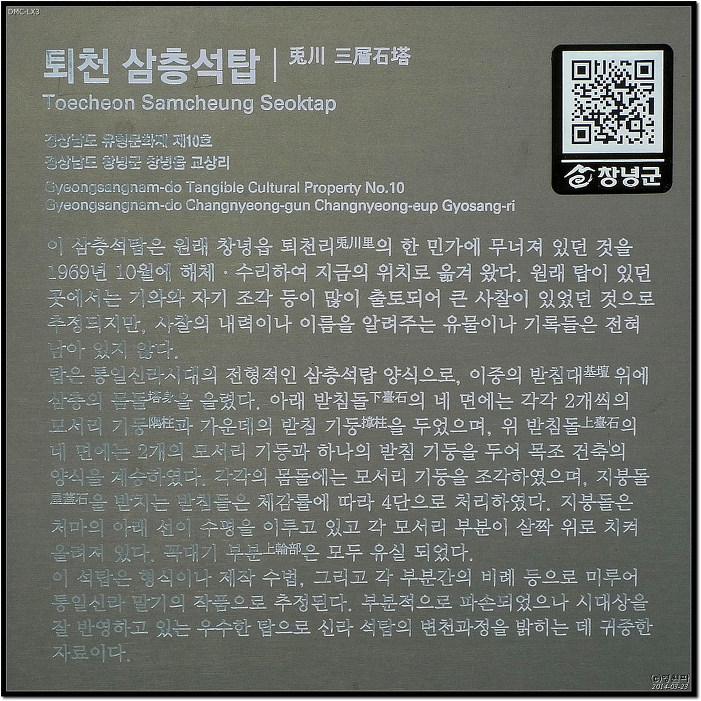 DMC-LX3
퇴천 삼층석탑 | 兎川 三層石塔
Toecheon Samcheung Seoktap
경상남도 유형문화재 제10호
경상남도 창녕군 창녕읍 교상리
Gyeongsangnam-do Tangible Cultural Property No.10
Gyeongsangnam-do Changnyeong-gun Changnyeong-eup Gyosang-ri
창녕군
이 삼층석탑은 원래 창녕읍 퇴천리兎川里의 한 민가에 무너져 있던 것을
1969년 10월에 해체 · 수리하여 지금의 위치로 옮겨 왔다. 원래 탑이 있던
곳에서는 기와와 자기 조각 등이 많이 출토되어 큰 사찰이 있었던 것으로
추정되지만, 사찰의 내력이나 이름을 알려주는 유물이나 기록들은 전혀
남아 있지 않다.
탑은 통일신라시대의 전형적인 삼층석탑 양식으로, 이중의 받침대基壇 위에
삼층의 몸돌塔身을 올렸다. 아래 받침돌下臺石의 네 면에는 각각 2개씩의
모서리 기둥隅柱과 가운데의 받침 기둥撑柱을 두었으며, 위 받침돌上臺石의
네 면에는 2개의 모서리 기둥과 하나의 받침 기둥을 두어 목조 건축의
양식을 계승하였다. 각각의 몸돌에는 모서리 기둥을 조각하였으며, 지붕돌
屋蓋石을 받치는 받침들은 체감률에 따라 4단으로 처리하였다. 지붕돌은
처마의 아래 선이 수평을 이루고 있고 각 모서리 부분이 살짝 위로 치켜
올려져 있다. 꼭대기 부분上輪部은 모두 유실 되었다.
이 석탑은 형식이나 제작 수법, 그리고 각 부분간의 비례 등으로 미루어
통일신라 말기의 작품으로 추정된다. 부분적으로 파손되었으나 시대상을
잘 반영하고 있는 우수한 탑으로 신라 석탑의 변천과정을 밝히는 데 귀중한
자료이다.
2014-03-23